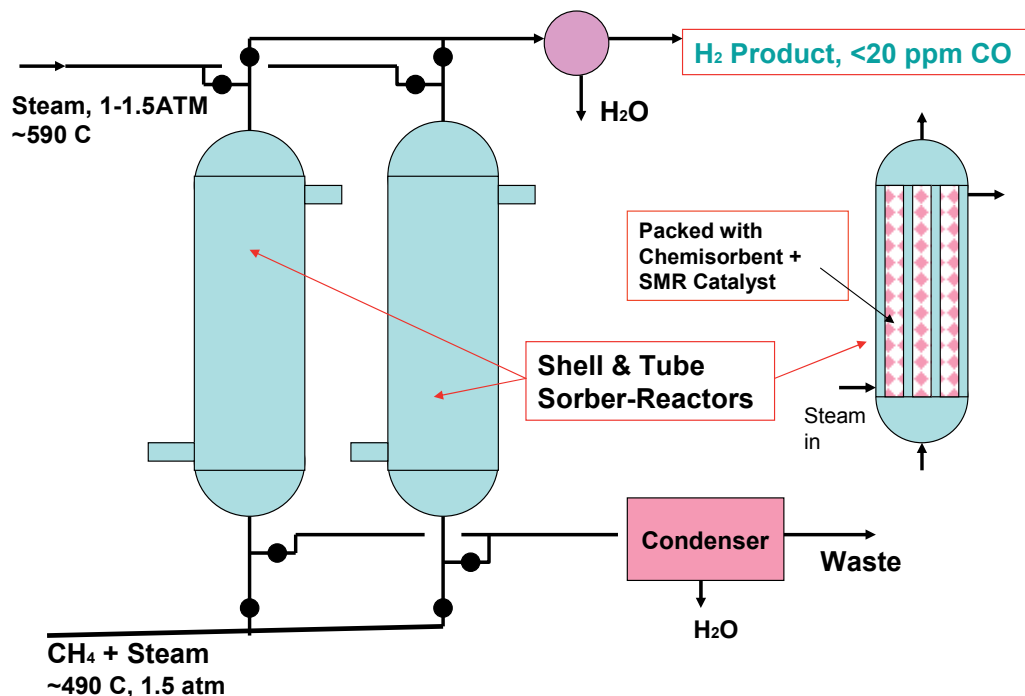 H₂ Product, <20 ppm CO
Steam, 1-1.5ATM
~590 C
H₂O
Packed with
Chemisorbent +
SMR Catalyst
Shell & Tube
Sorber-Reactors
Steam
in
Condenser
Waste
H₂O
CH₄ + Steam
~490 C, 1.5 atm